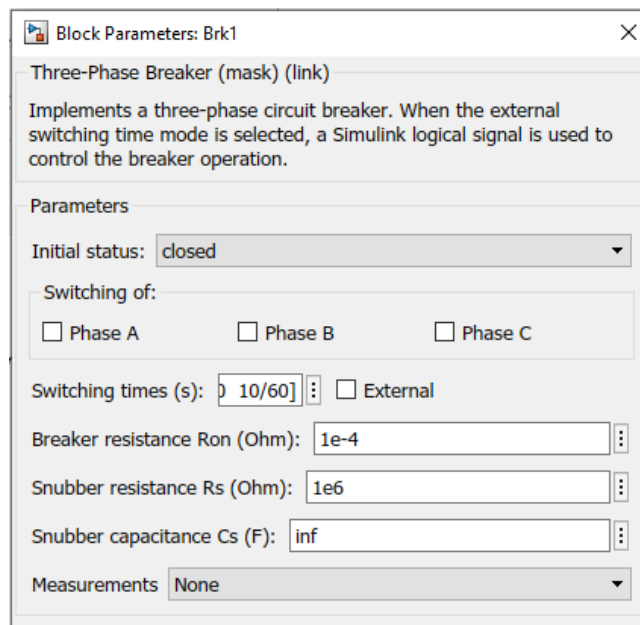 Block Parameters: Brk1
Three-Phase Breaker (mask) (link)
Implements a three-phase circuit breaker. When the external
switching time mode is selected, a Simulink logical signal is used to
control the breaker operation.
Parameters
Initial status: closed
Switching of:
Phase A Phase B Phase C
Switching times (s): 10/60] External
Breaker resistance Ron (Ohm): 1e-4
Snubber resistance Rs (Ohm): 1e6
Snubber capacitance Cs (F): inf
Measurements None